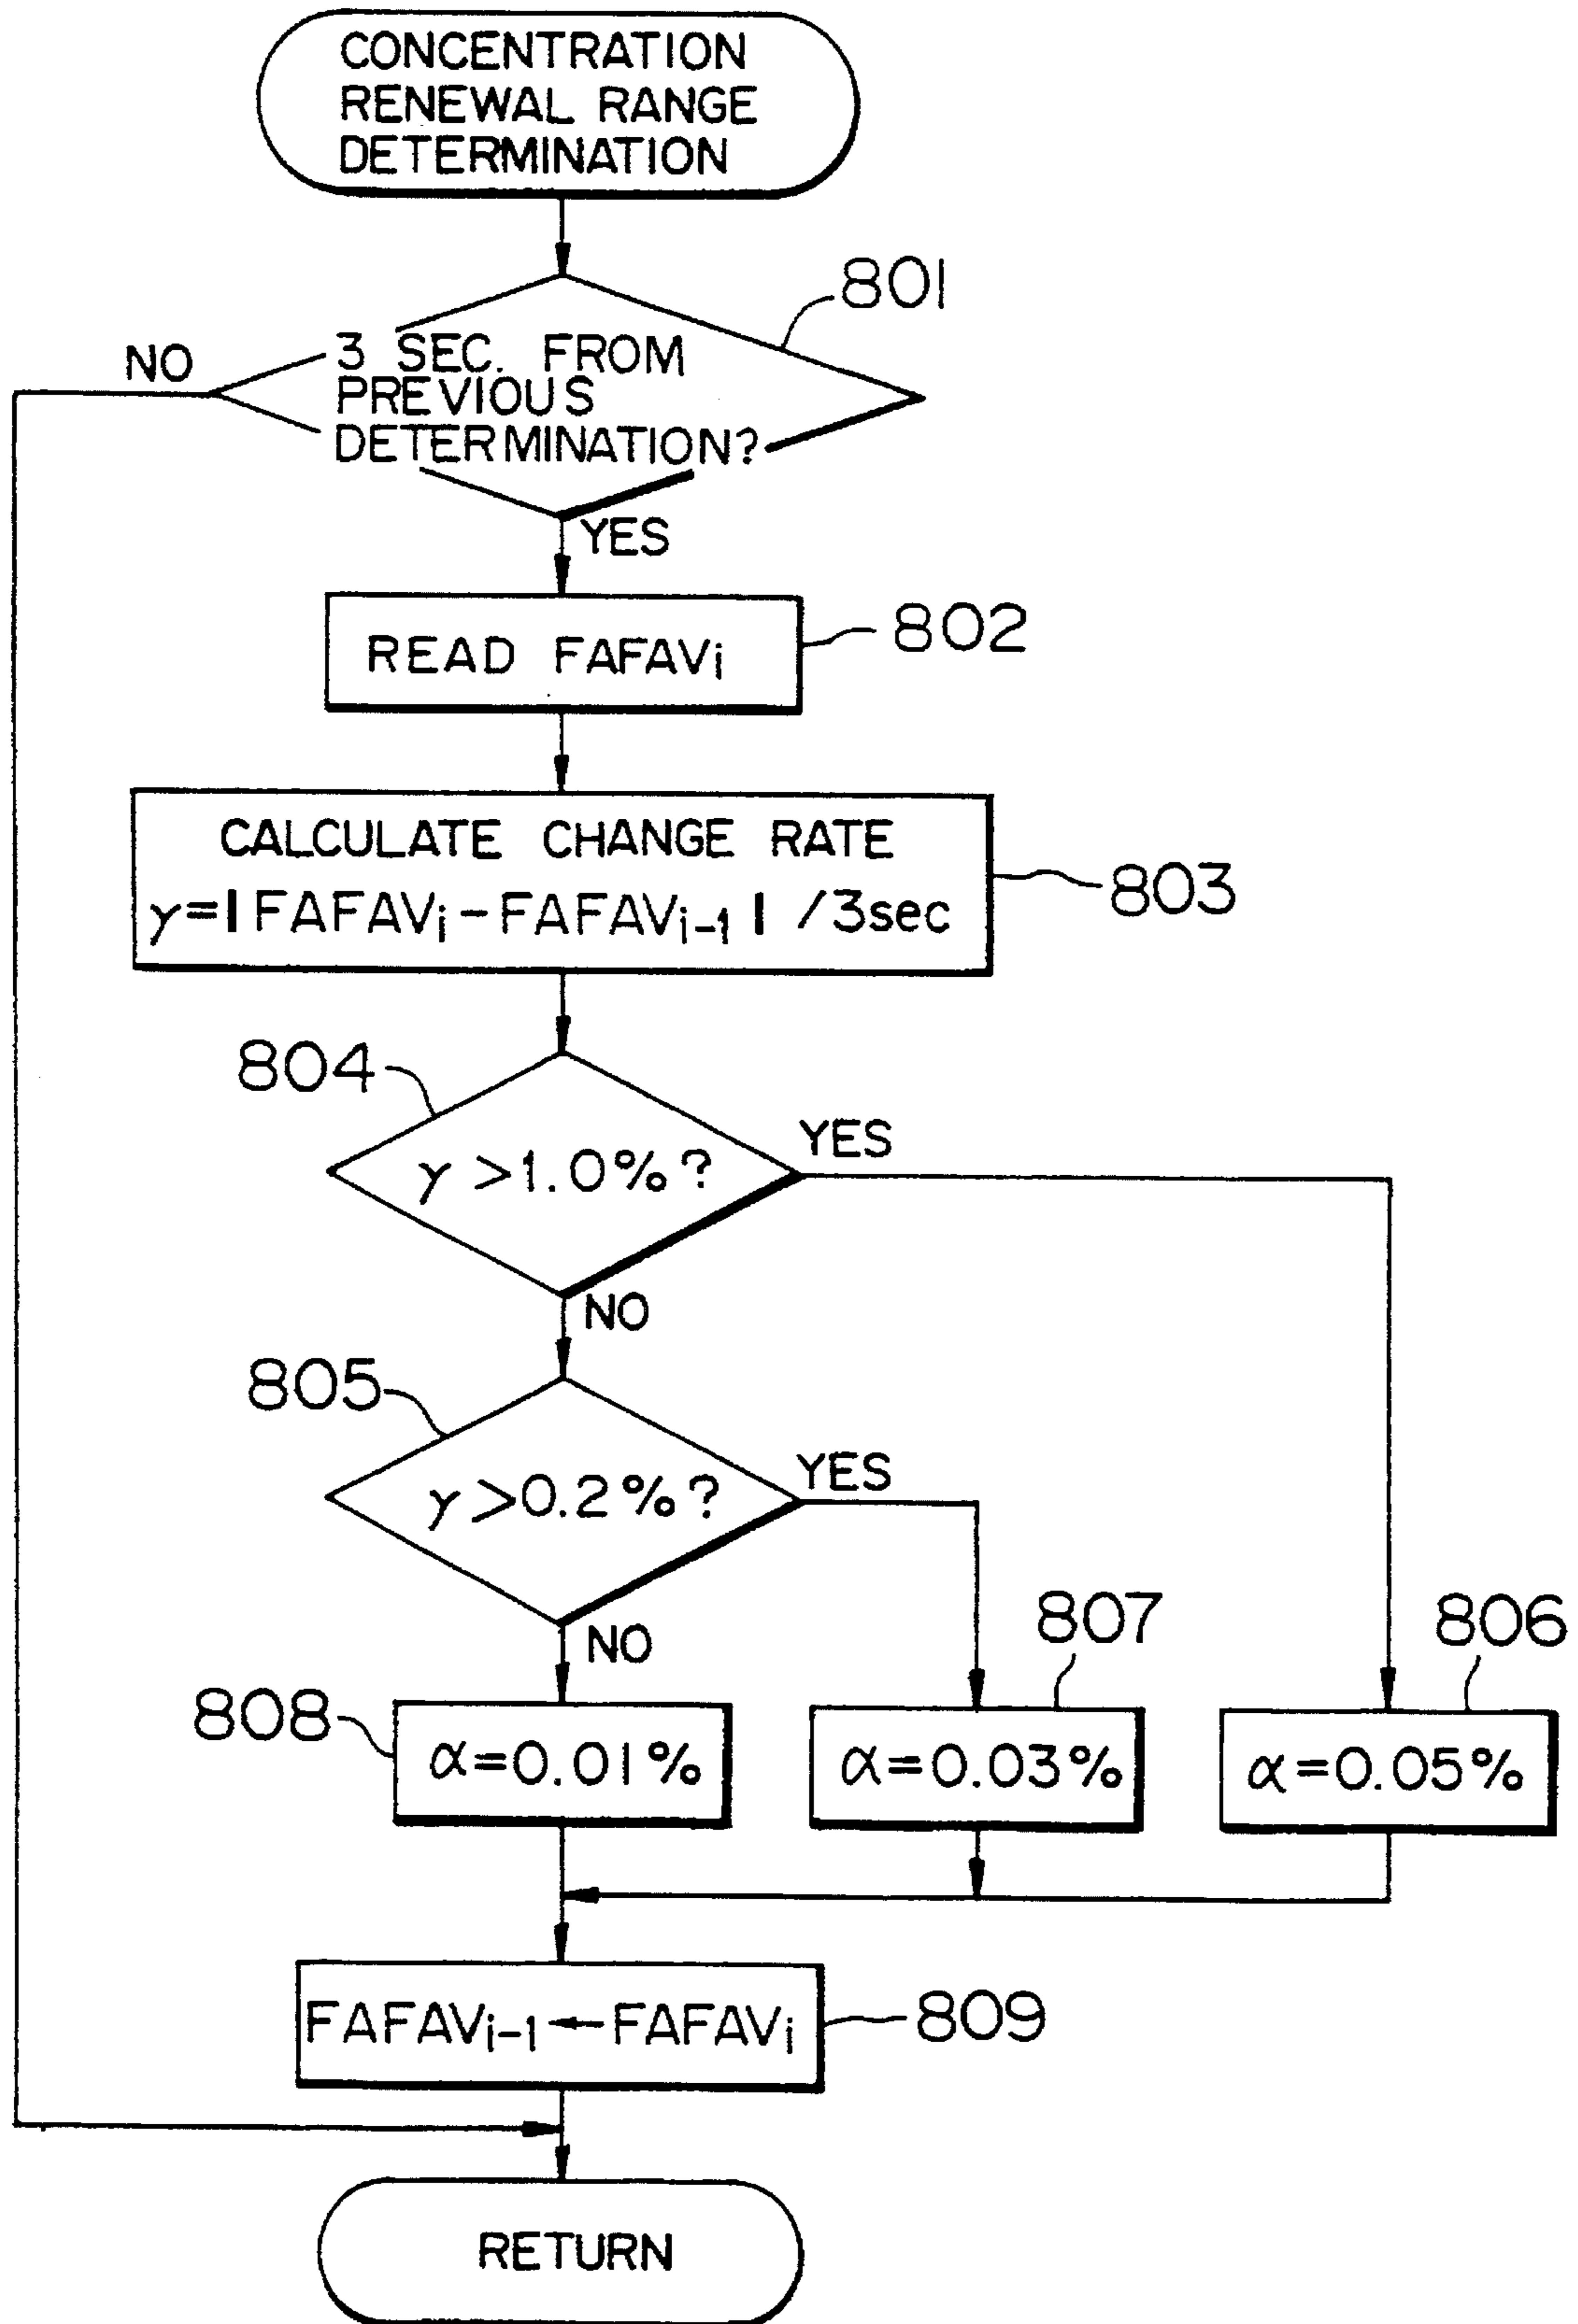 CONCENTRATION
RENEWAL RANGE
DETERMINATION
801
NO
3 SEC. FROM
PREVIOUS
DETERMINATION?
YES
802
READ FAFAVi
CALCULATE CHANGE RATE
γ=|FAFAVi-FAFAVi-1| /3sec
803
804
γ>1.0%?
YES
NO
805
γ>0.2%?
YES
NO
807
806
808
α=0.01%
α=0.03%
α=0.05%
FAFAVi-1←FAFAVi
809
RETURN